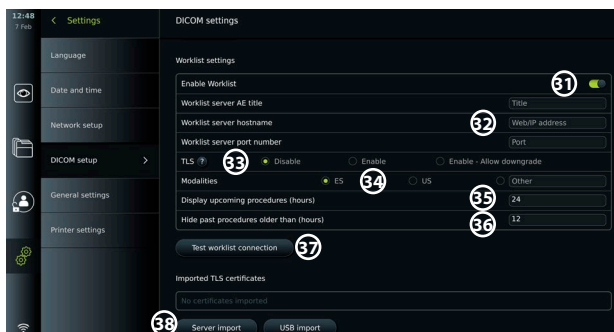 12:48
7 Feb
Settings
DICOM settings
Language
Date and time
Network setup
DICOM setup
General settings
Printer settings
Worklist settings
Enable Worklist 31
Worklist server AE title Title
Worklist server hostname 32 Web/IP address
Worklist server port number Port
TLS ? 33 Disable Enable Enable - Allow downgrade
Modalities ES 34 US Other
Display upcoming procedures (hours) 35 24
Hide past procedures older than (hours) 36 12
Test worklist connection 37
Imported TLS certificates
No certificates imported
38 Server import USB import